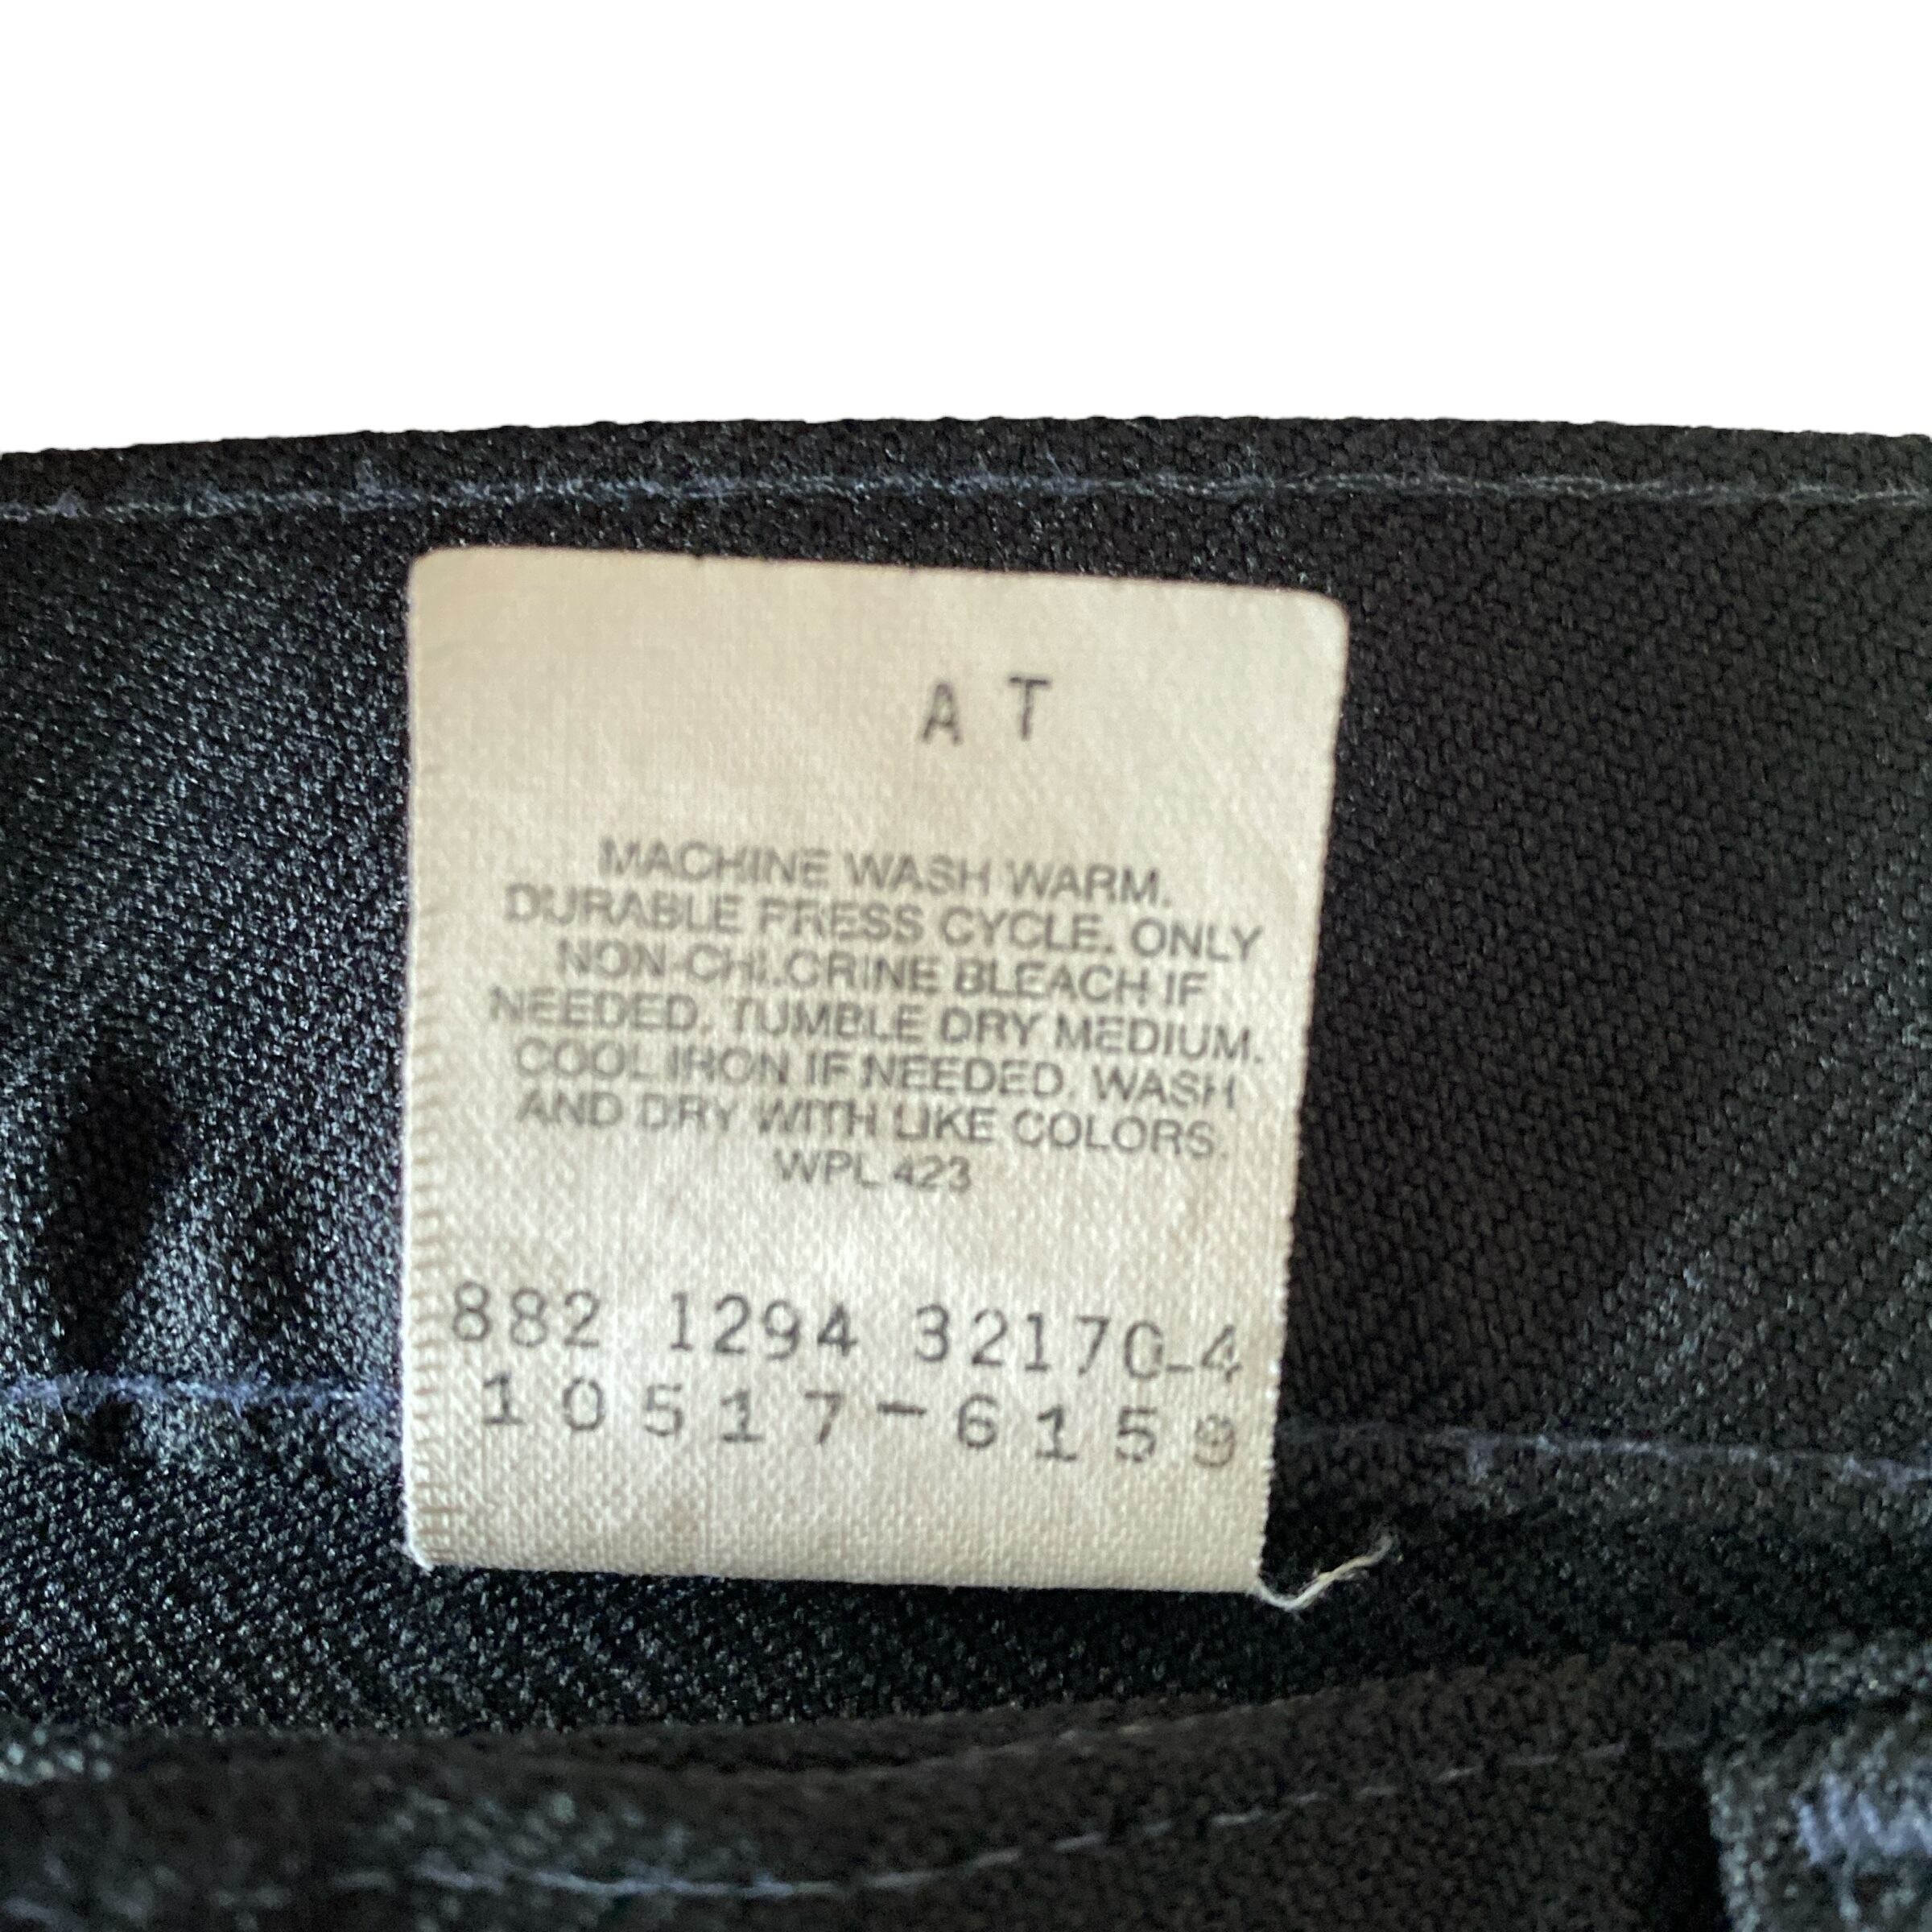 A T
MACHINE WASH WARM.
DURABLE PRESS CYCLE. ONLY
NON-CHLORINE BLEACH IF
NEEDED. TUMBLE DRY MEDIUM.
COOL IRON IF NEEDED. WASH
AND DRY WITH LIKE COLORS.
WPL 423
882 1294 32170-4
10517-6159